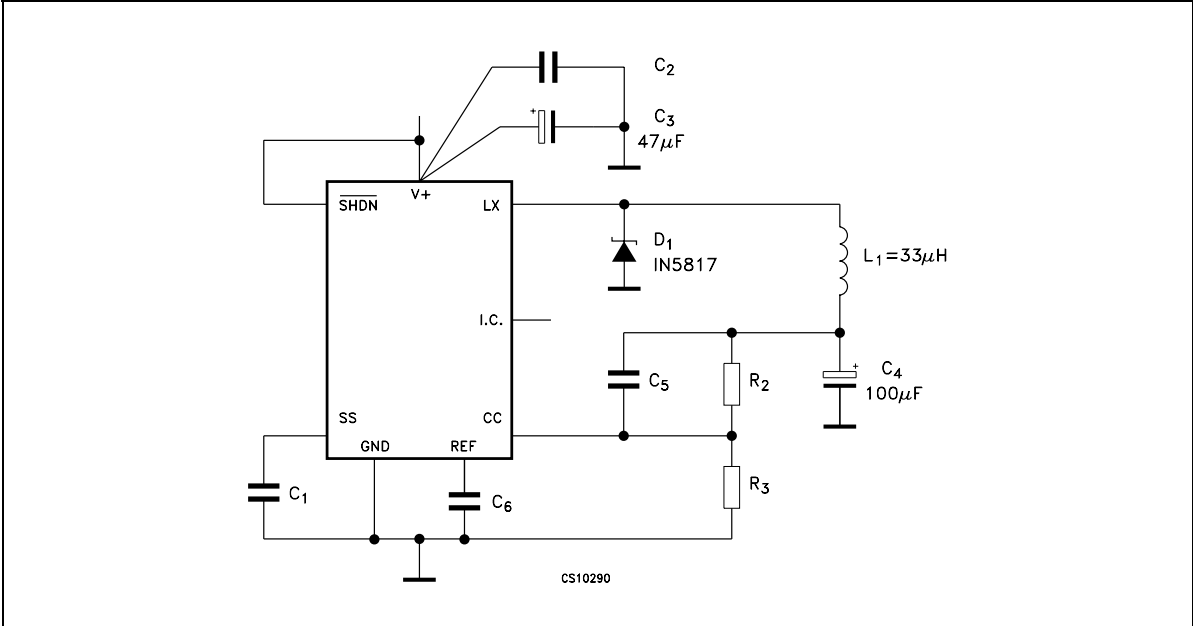 C2
+
C3
47μF
V+
SHDN
LX
D1
IN5817
L1=33μH
I.C.
+
C4
100μF
C5
R2
SS
CC
GND
REF
C1
C6
R3
CS10290